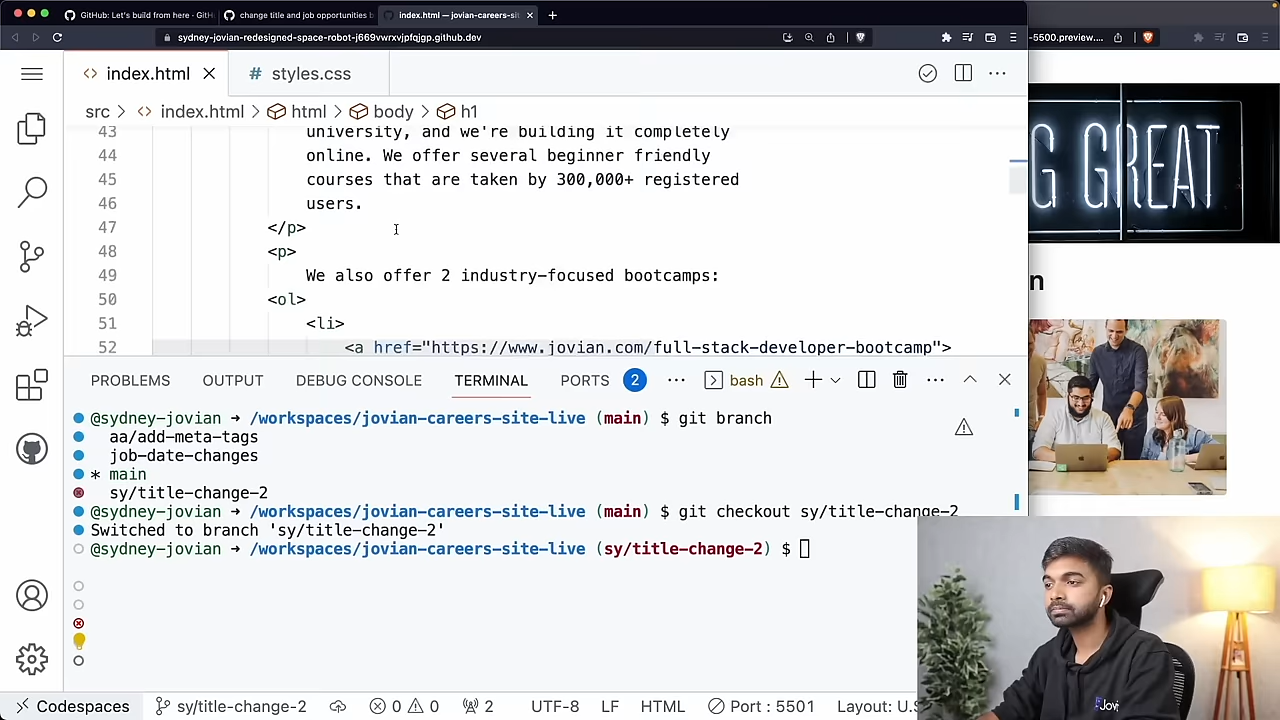 GitHub: Let's build from here · GitH
change title and job opportunities b
index.html — jovian-careers-si
sydney-jovian-redesigned-space-robot-j669vwrxvjpfqjgp.github.dev
-5500.preview....
index.html
# styles.css
src > index.html > html > body > h1
43 university, and we're building it completely
44 online. We offer several beginner friendly
45 courses that are taken by 300,000+ registered
46 users.
47 </p>
48 <p>
49 We also offer 2 industry-focused bootcamps:
50 <ol>
51 <li>
52 <a href="https://www.jovian.com/full-stack-developer-bootcamp">
G GREAT
n
PROBLEMS OUTPUT DEBUG CONSOLE TERMINAL PORTS 2 ... bash
@sydney-jovian ➜ /workspaces/jovian-careers-site-live (main) $ git branch
aa/add-meta-tags
job-date-changes
* main
sy/title-change-2
@sydney-jovian ➜ /workspaces/jovian-careers-site-live (main) $ git checkout sy/title-change-2
Switched to branch 'sy/title-change-2'
@sydney-jovian ➜ /workspaces/jovian-careers-site-live (sy/title-change-2) $
Jovi
Codespaces sy/title-change-2 0 0 2 UTF-8 LF HTML Port : 5501 Layout: U.S